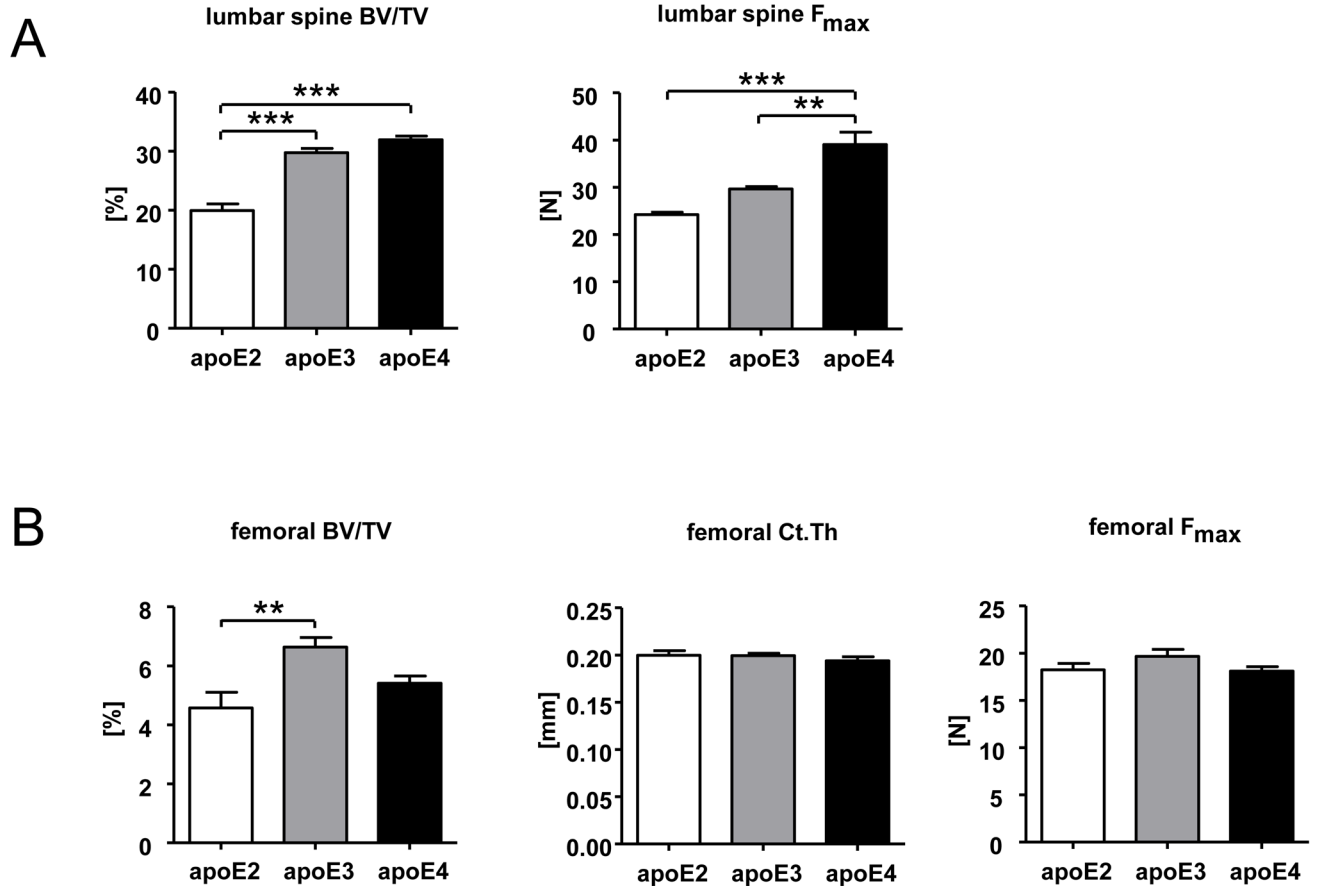 A
lumbar spine BV/TV
[%]
40
30
20
10
0
***
***
apoE2 apoE3 apoE4
lumbar spine Fmax
[N]
50
40
30
20
10
0
***
**
apoE2 apoE3 apoE4
B
femoral BV/TV
[%]
8
6
4
2
0
**
apoE2 apoE3 apoE4
femoral Ct.Th
[mm]
0.25
0.20
0.15
0.10
0.05
0.00
apoE2 apoE3 apoE4
femoral Fmax
[N]
25
20
15
10
5
0
apoE2 apoE3 apoE4